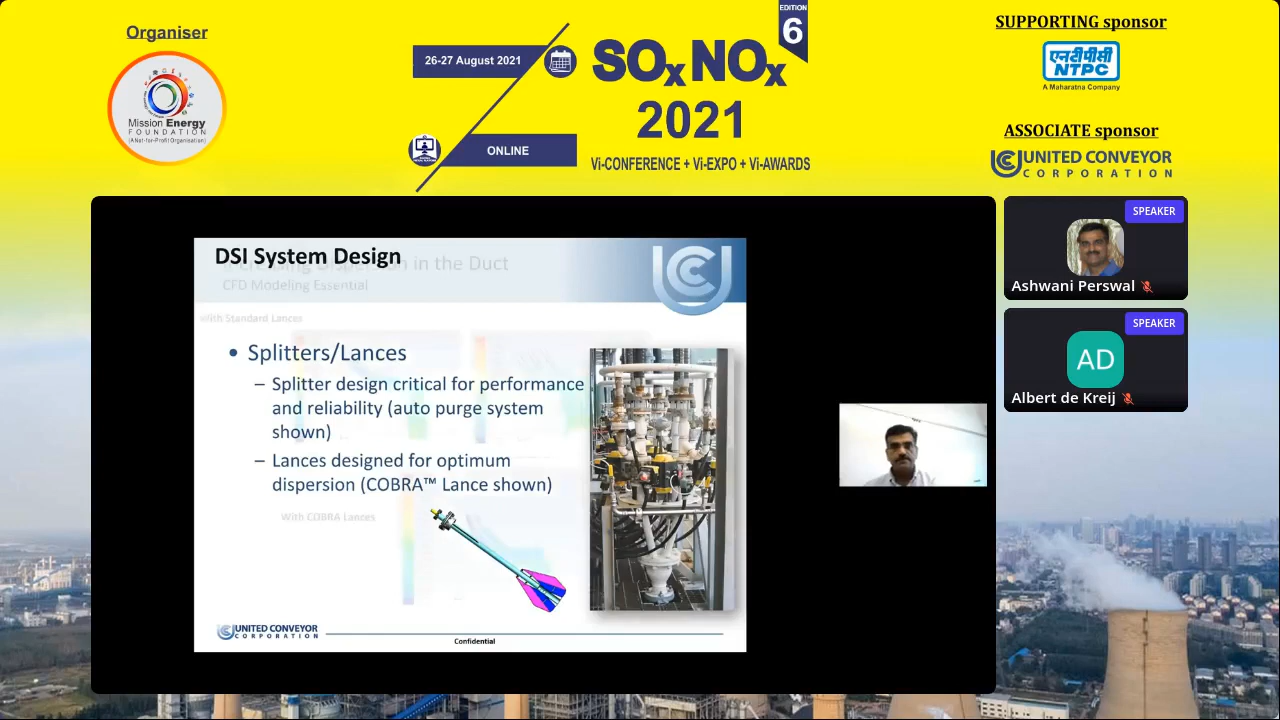 Organiser
Mission Energy
FOUNDATION
(A Net-for-Profit Organisation)
26-27 August 2021
ONLINE
EDITION
6
SOxNOx
2021
Vi-CONFERENCE + Vi-EXPO + Vi-AWARDS
SUPPORTING sponsor
एनटीपीसी
NTPC
A Maharatna Company
ASSOCIATE sponsor
UNITED CONVEYOR
CORPORATION
DSI System Design
Dispersion in the Duct
CFD Modeling Essential
With Standard Lances
• Splitters/Lances
– Splitter design critical for performance
and reliability (auto purge system
shown)
– Lances designed for optimum
dispersion (COBRA™ Lance shown)
With COBRA Lances
UNITED CONVEYOR
CORPORATION
Confidential
SPEAKER
Ashwani Perswal
SPEAKER
AD
Albert de Kreij